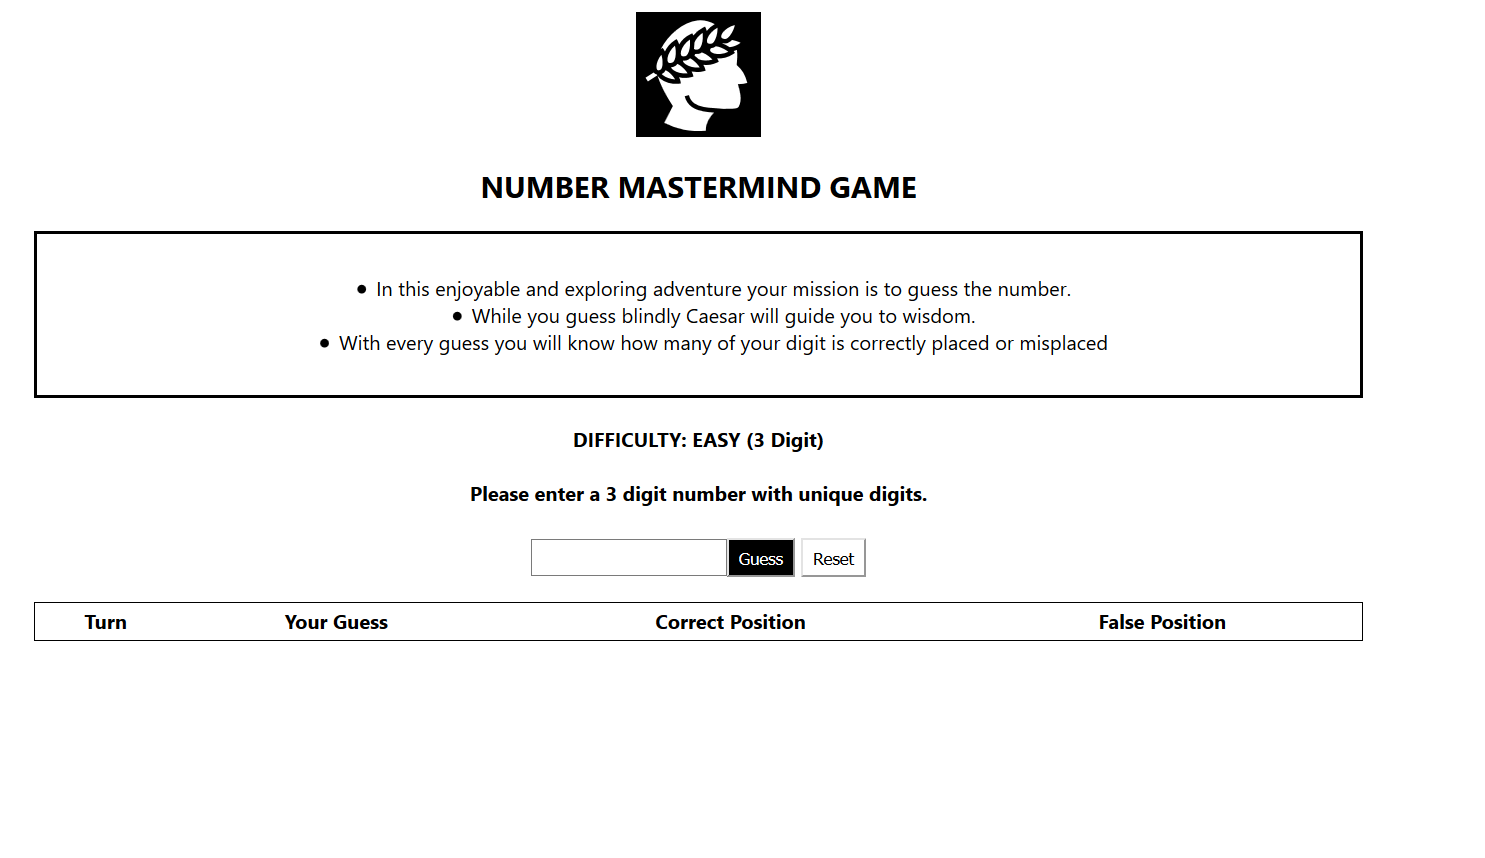 NUMBER MASTERMIND GAME
● In this enjoyable and exploring adventure your mission is to guess the number.
● While you guess blindly Caesar will guide you to wisdom.
● With every guess you will know how many of your digit is correctly placed or misplaced
DIFFICULTY: EASY (3 Digit)
Please enter a 3 digit number with unique digits.
Guess Reset
Turn Your Guess Correct Position False Position